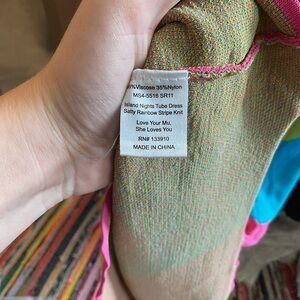 %Viscose 35%Nylon
MS4-5516 SR11
Island Nights Tube Dress
Salty Rainbow Stripe Knit
Love Your Mu,
She Loves You
RN# 133910
MADE IN CHINA